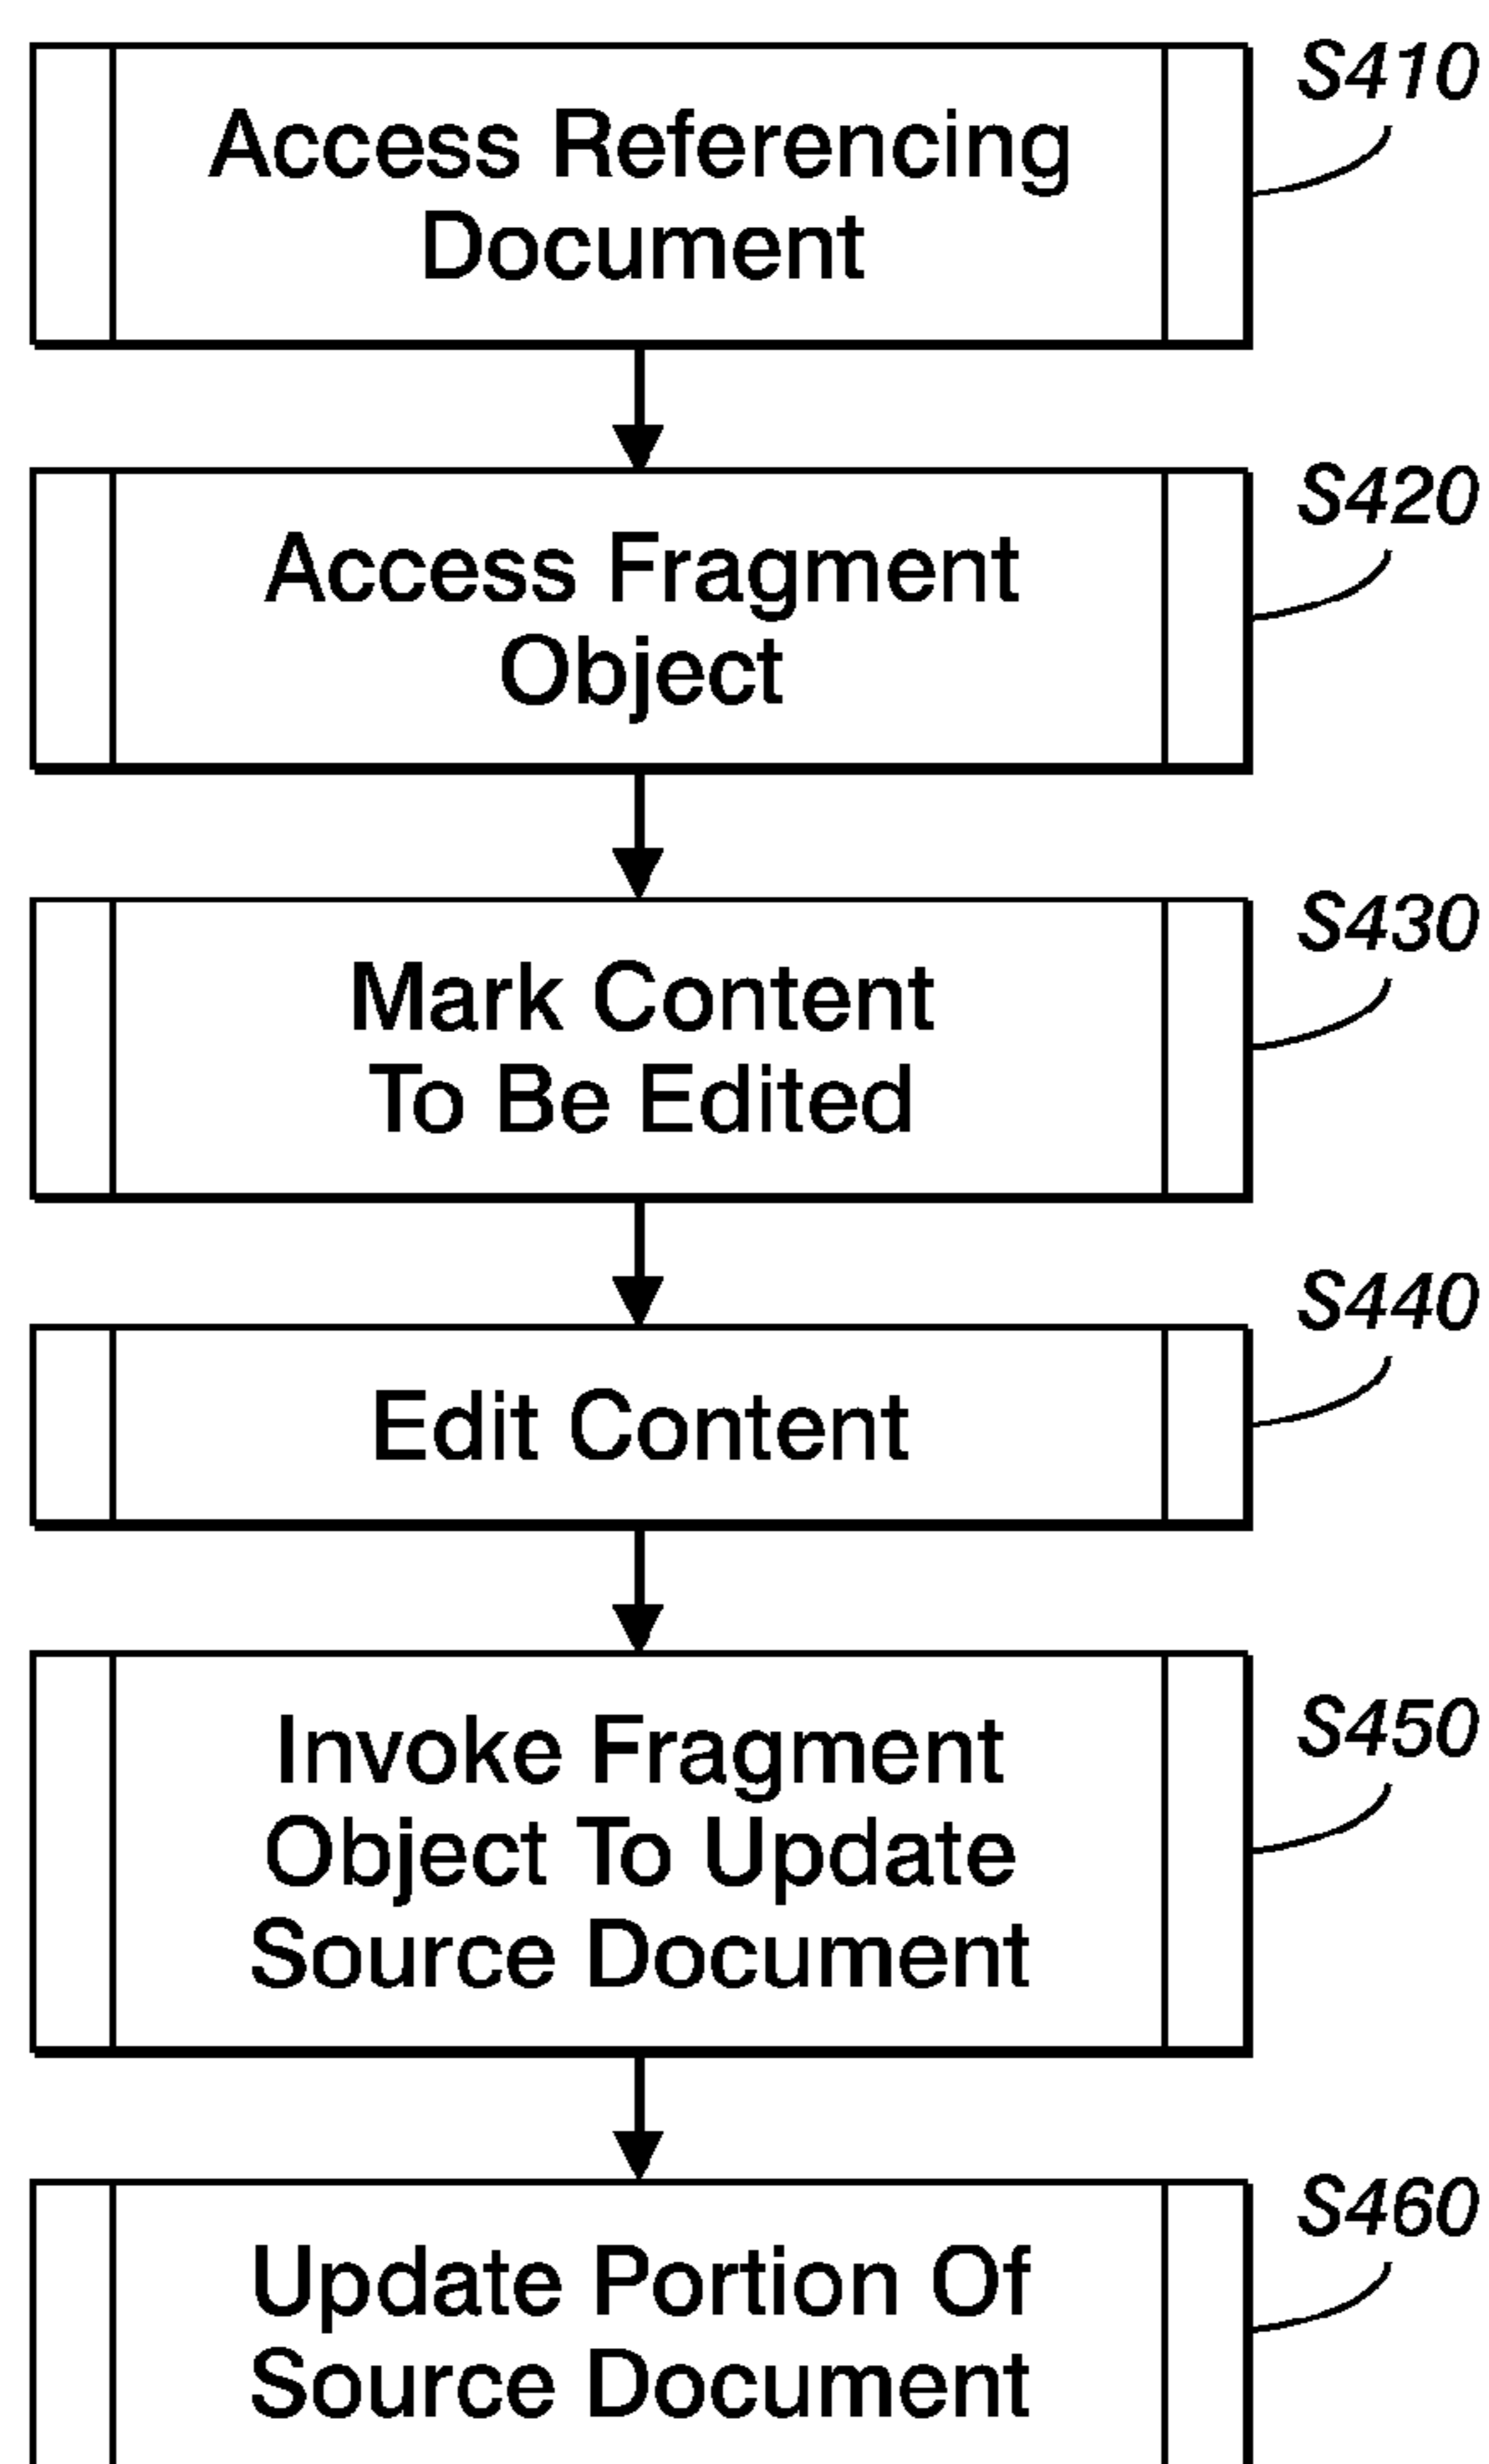 S410
Access Referencing
Document
S420
Access Fragment
Object
S430
Mark Content
To Be Edited
S440
Edit Content
S450
Invoke Fragment
Object To Update
Source Document
S460
Update Portion Of
Source Document